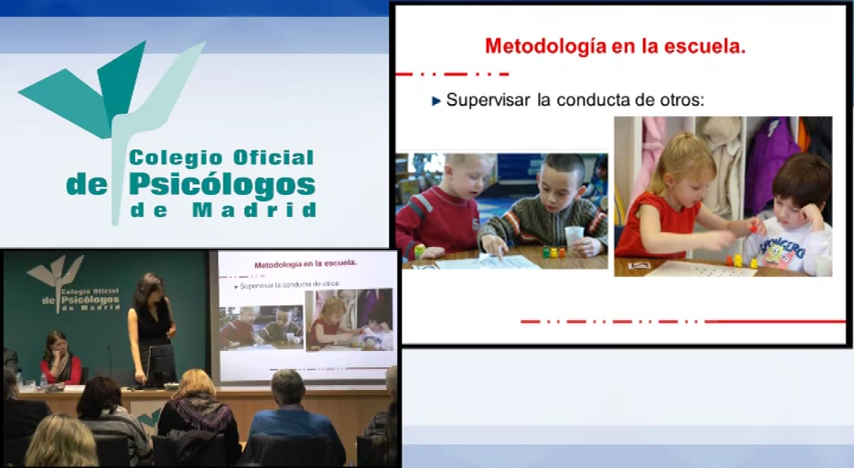 Colegio Oficial
de Psicólogos
de Madrid
Metodología en la escuela.
Supervisar la conducta de otros:
Colegio Oficial
de Psicólogos
de Madrid
Metodología en la escuela.
Supervisar la conducta de otros: